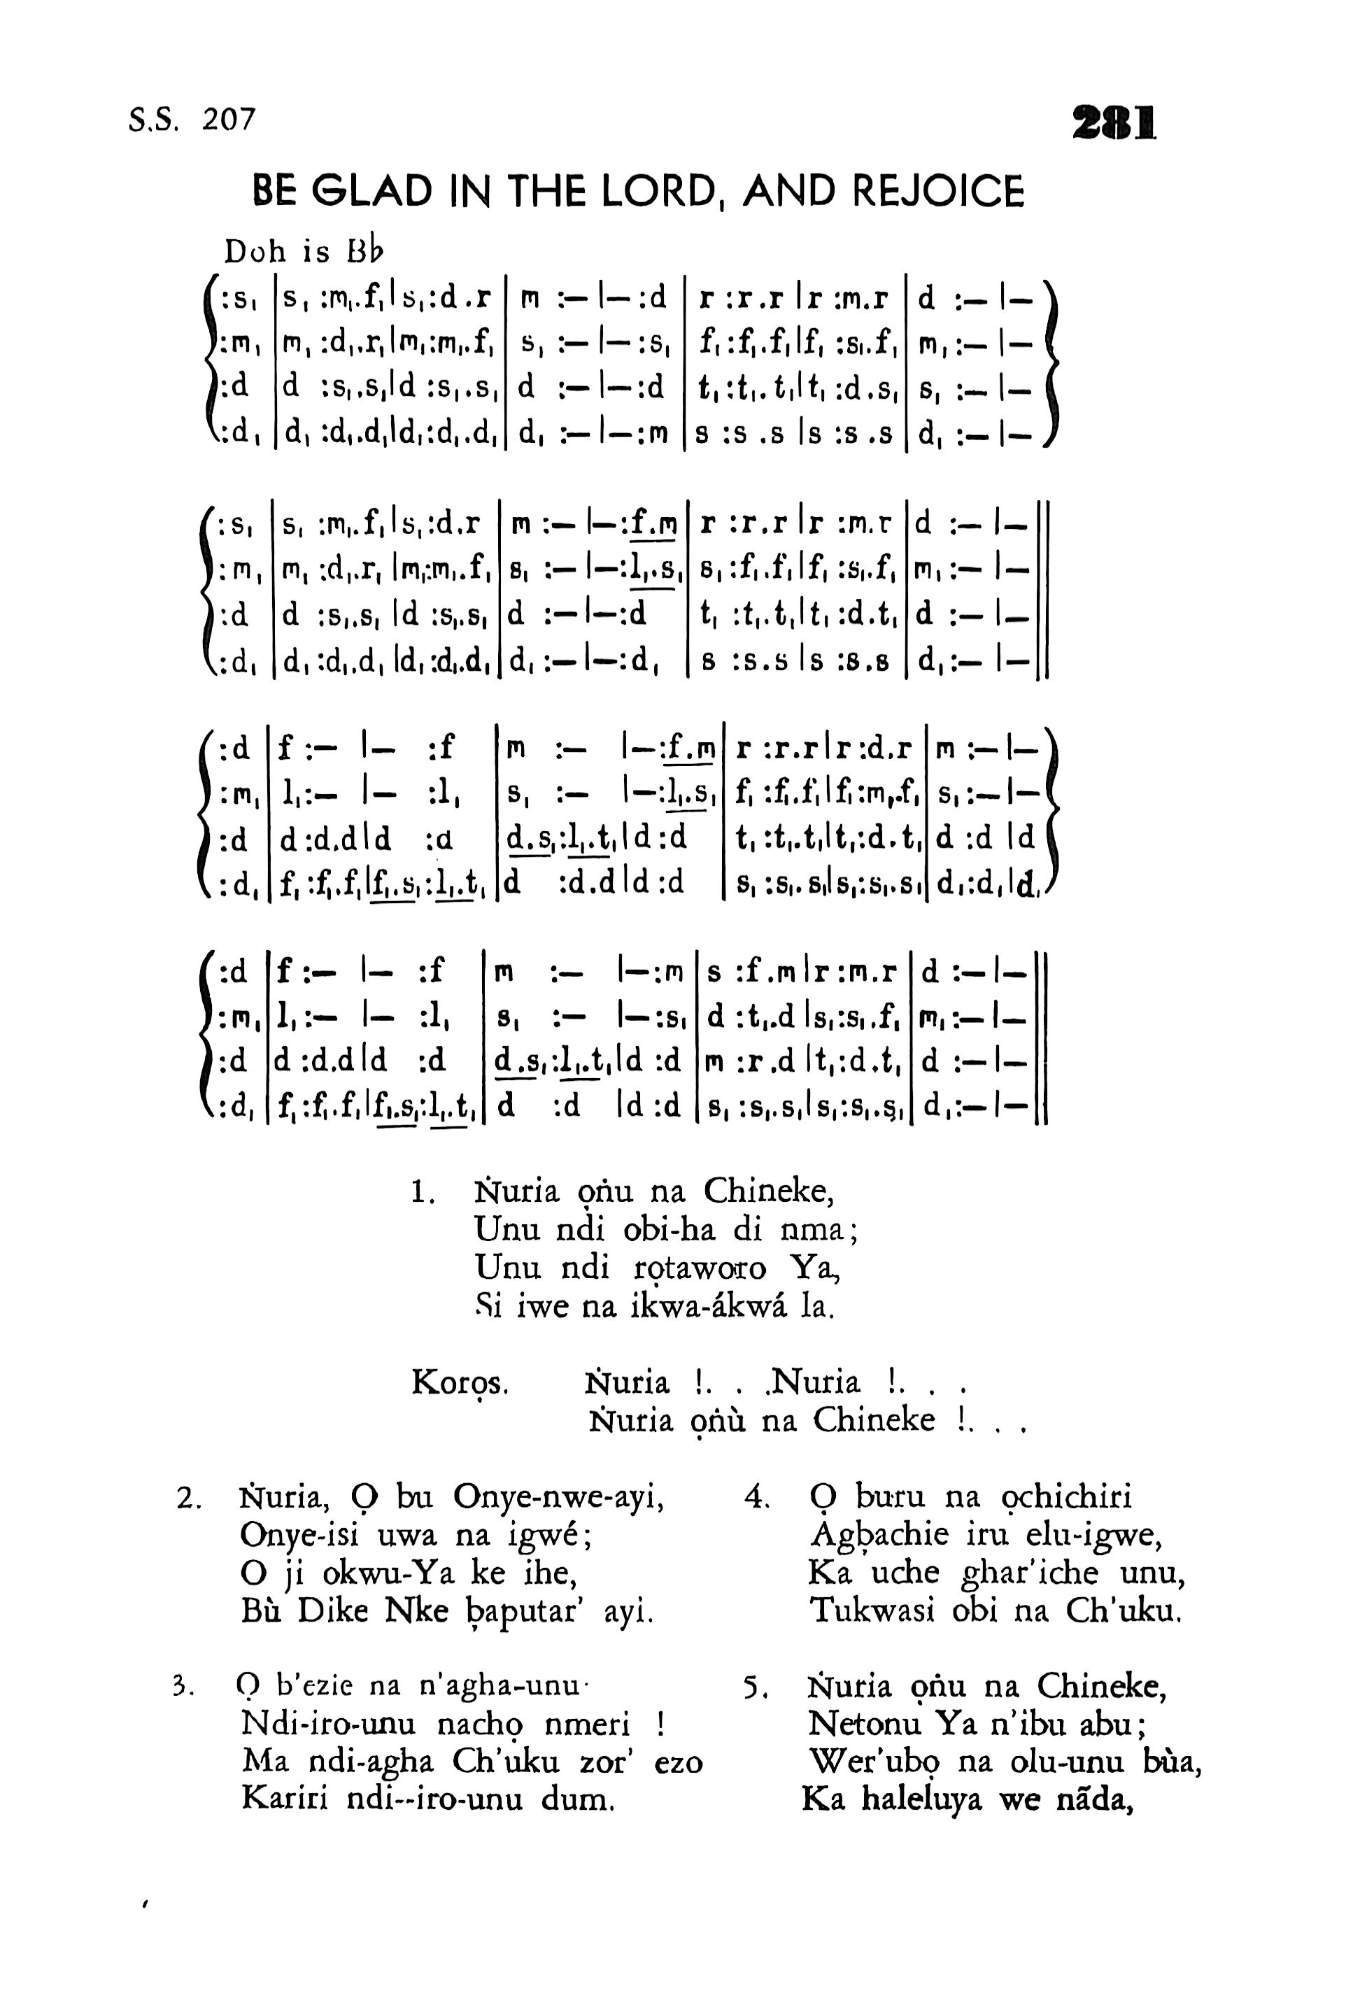 S.S. 207
281
BE GLAD IN THE LORD, AND REJOICE
Doh is B♭
:s, | s, :m,.f,| s,:d.r | m :— |— :d | r :r.r |r :m.r | d :— |—
:m, | m, :d,.r,|m,:m,.f, | s, :— |— :s, | f, :f,.f,|f, :s,.f, | m, :— |—
:d | d :s,.s,|d :s,.s, | d :— |— :d | t, :t,.t,|t, :d.s, | s, :— |—
:d, | d, :d,.d,|d,:d,.d, | d, :— |— :m | s :s .s |s :s .s | d, :— |—
:s, | s, :m,.f,|s,:d.r | m :— |—:f.m | r :r.r |r :m.r | d :— |—
:m, | m, :d,.r, |m,:m,.f, | s, :— |—:l,.s, | s, :f,.f,|f, :s,.f, | m, :— |—
:d | d :s,.s, |d :s,.s, | d :— |—:d | t, :t,.t,|t, :d.t, | d :— |—
:d, | d, :d,.d, |d, :d,.d, | d, :— |—:d, | s :s.s |s :s.s | d, :— |—
:d | f :— |— :f | m :— |—:f.m | r :r.r|r :d.r | m :— |—
:m, | l, :— |— :l, | s, :— |—:l,.s, | f, :f,.f,|f,:m,.f, | s, :— |—
:d | d :d.d|d :d | d.s,:l,.t,|d :d | t, :t,.t,|t,:d.t, | d :d |d
:d, | f, :f,.f,|f,.s,:l,.t, | d :d.d|d :d | s, :s,.s,|s,:s,.s, | d, :d,|d,
:d | f :— |— :f | m :— |—:m | s :f.m|r :m.r | d :— |—
:m, | l, :— |— :l, | s, :— |—:s, | d :t,.d |s,:s,.f, | m, :— |—
:d | d :d.d|d :d | d.s,:l,.t,|d :d | m :r.d |t,:d.t, | d :— |—
:d, | f, :f,.f,|f,.s,:l,.t, | d :d |d :d | s, :s,.s,|s,:s,.s, | d, :— |—
1. Ṅuria ọṅu na Chineke,
Unu ndi obi-ha di nma;
Unu ndi rọtaworo Ya,
Si iwe na ikwa-ákwá la.
Korọs. Ṅuria !. . .Nuria !. . .
Ṅuria ọṅù na Chineke !. . .
2. Ṅuria, Ọ bu Onye-nwe-ayi,
Onye-isi uwa na igwé;
O ji okwu-Ya ke ihe,
Bù Dike Nke ḅaputar' ayi.
3. Ọ b'ezie na n'agha-unu
Ndi-iro-unu nachọ nmeri !
Ma ndi-agha Ch'uku zor' ezo
Kariri ndi--iro-unu dum.
4. Ọ buru na ọchichiri
Agḅachie iru elu-igwe,
Ka uche ghar'iche unu,
Tukwasi obi na Ch'uku.
5. Ṅuria ọṅu na Chineke,
Netonu Ya n'ibu abu;
Wer'ubọ na olu-unu bùa,
Ka haleluya we nãda,